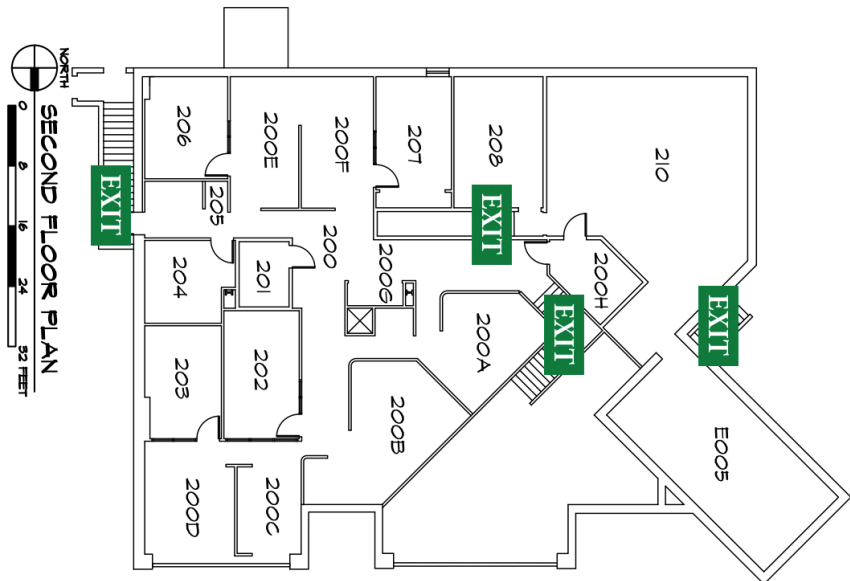 NORTH
SECOND FLOOR PLAN
0 8 16 24 32 FEET
206
200E
200F
207
208
210
EXIT
205
EXIT
200
200G
200H
204
201
EXIT
EXIT
203
202
200A
200B
E005
200D
200C